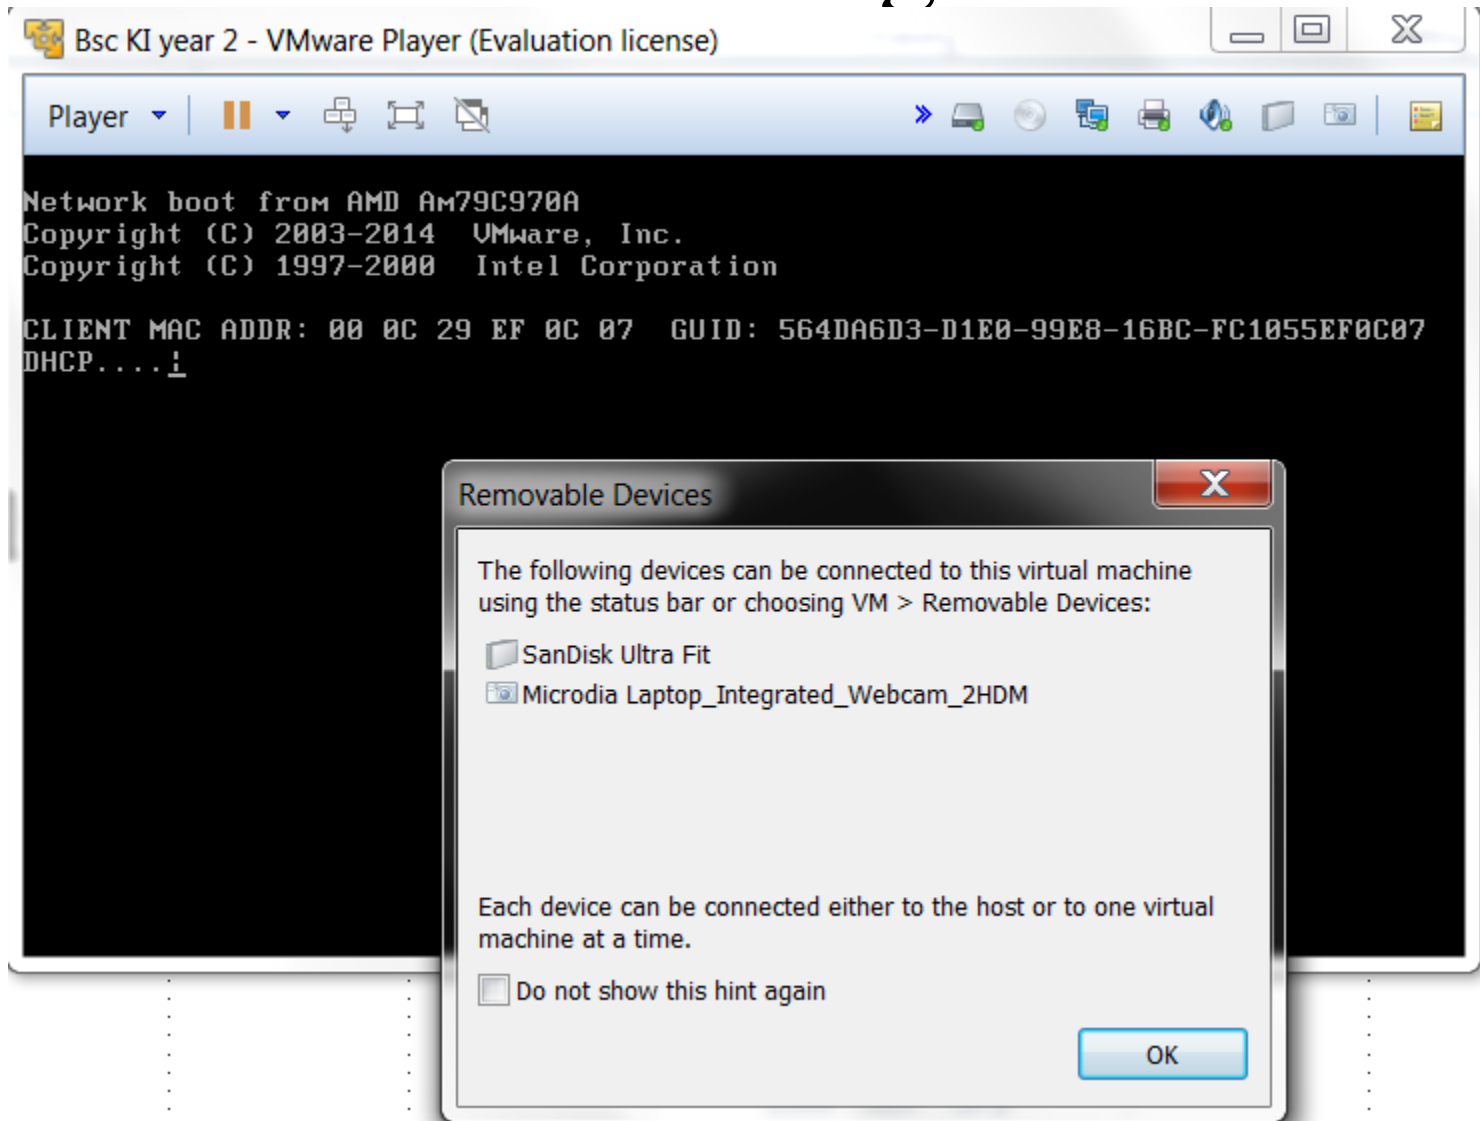 Bsc KI year 2 - VMware Player (Evaluation license)
Player
Network boot from AMD Am79C970A
Copyright (C) 2003-2014 VMware, Inc.
Copyright (C) 1997-2000 Intel Corporation
CLIENT MAC ADDR: 00 0C 29 EF 0C 07 GUID: 564DA6D3-D1E0-99E8-16BC-FC1055EF0C07
DHCP....¦
Removable Devices
The following devices can be connected to this virtual machine
using the status bar or choosing VM > Removable Devices:
SanDisk Ultra Fit
Microdia Laptop_Integrated_Webcam_2HDM
Each device can be connected either to the host or to one virtual
machine at a time.
Do not show this hint again
OK